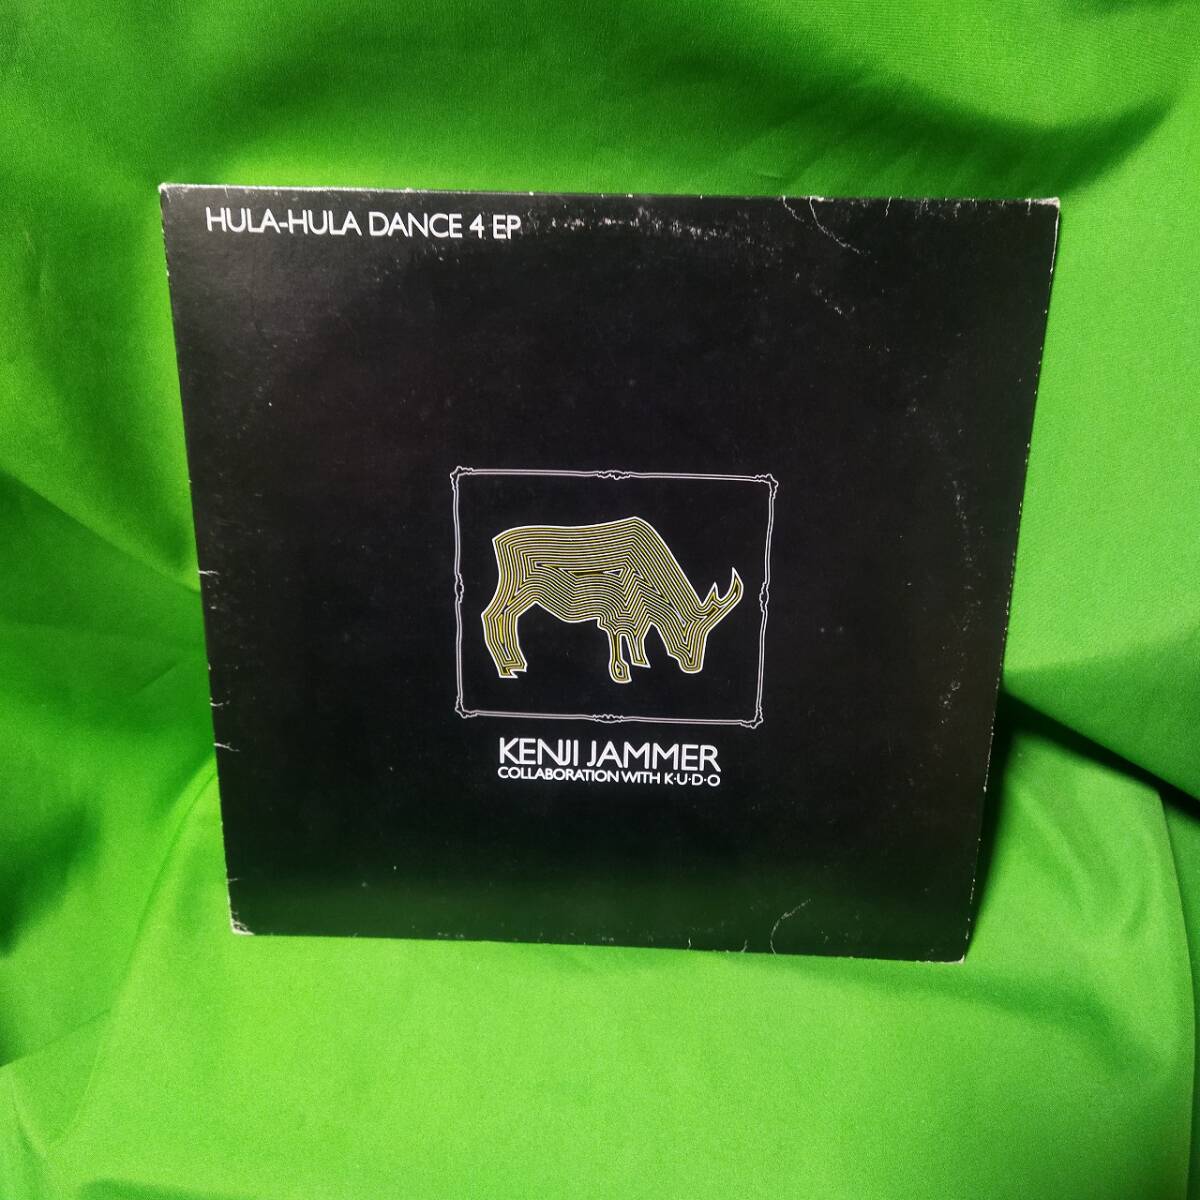 HULA-HULA DANCE 4 EP
KENJI JAMMER
COLLABORATION WITH K·U·D·O